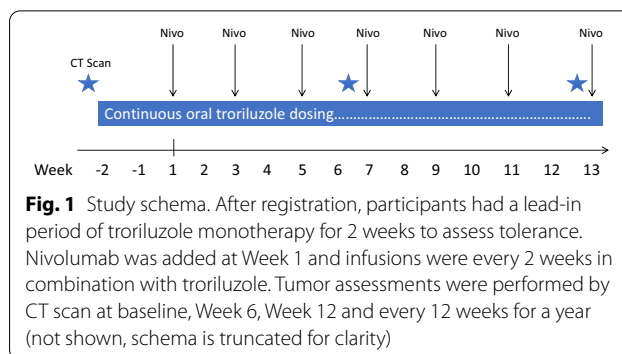 Nivo Nivo Nivo Nivo Nivo Nivo Nivo
CT Scan
Continuous oral troriluzole dosing……………………………………………………………………….
Week -2 -1 1 2 3 4 5 6 7 8 9 10 11 12 13
Fig. 1 Study schema. After registration, participants had a lead-in
period of troriluzole monotherapy for 2 weeks to assess tolerance.
Nivolumab was added at Week 1 and infusions were every 2 weeks in
combination with troriluzole. Tumor assessments were performed by
CT scan at baseline, Week 6, Week 12 and every 12 weeks for a year
(not shown, schema is truncated for clarity)